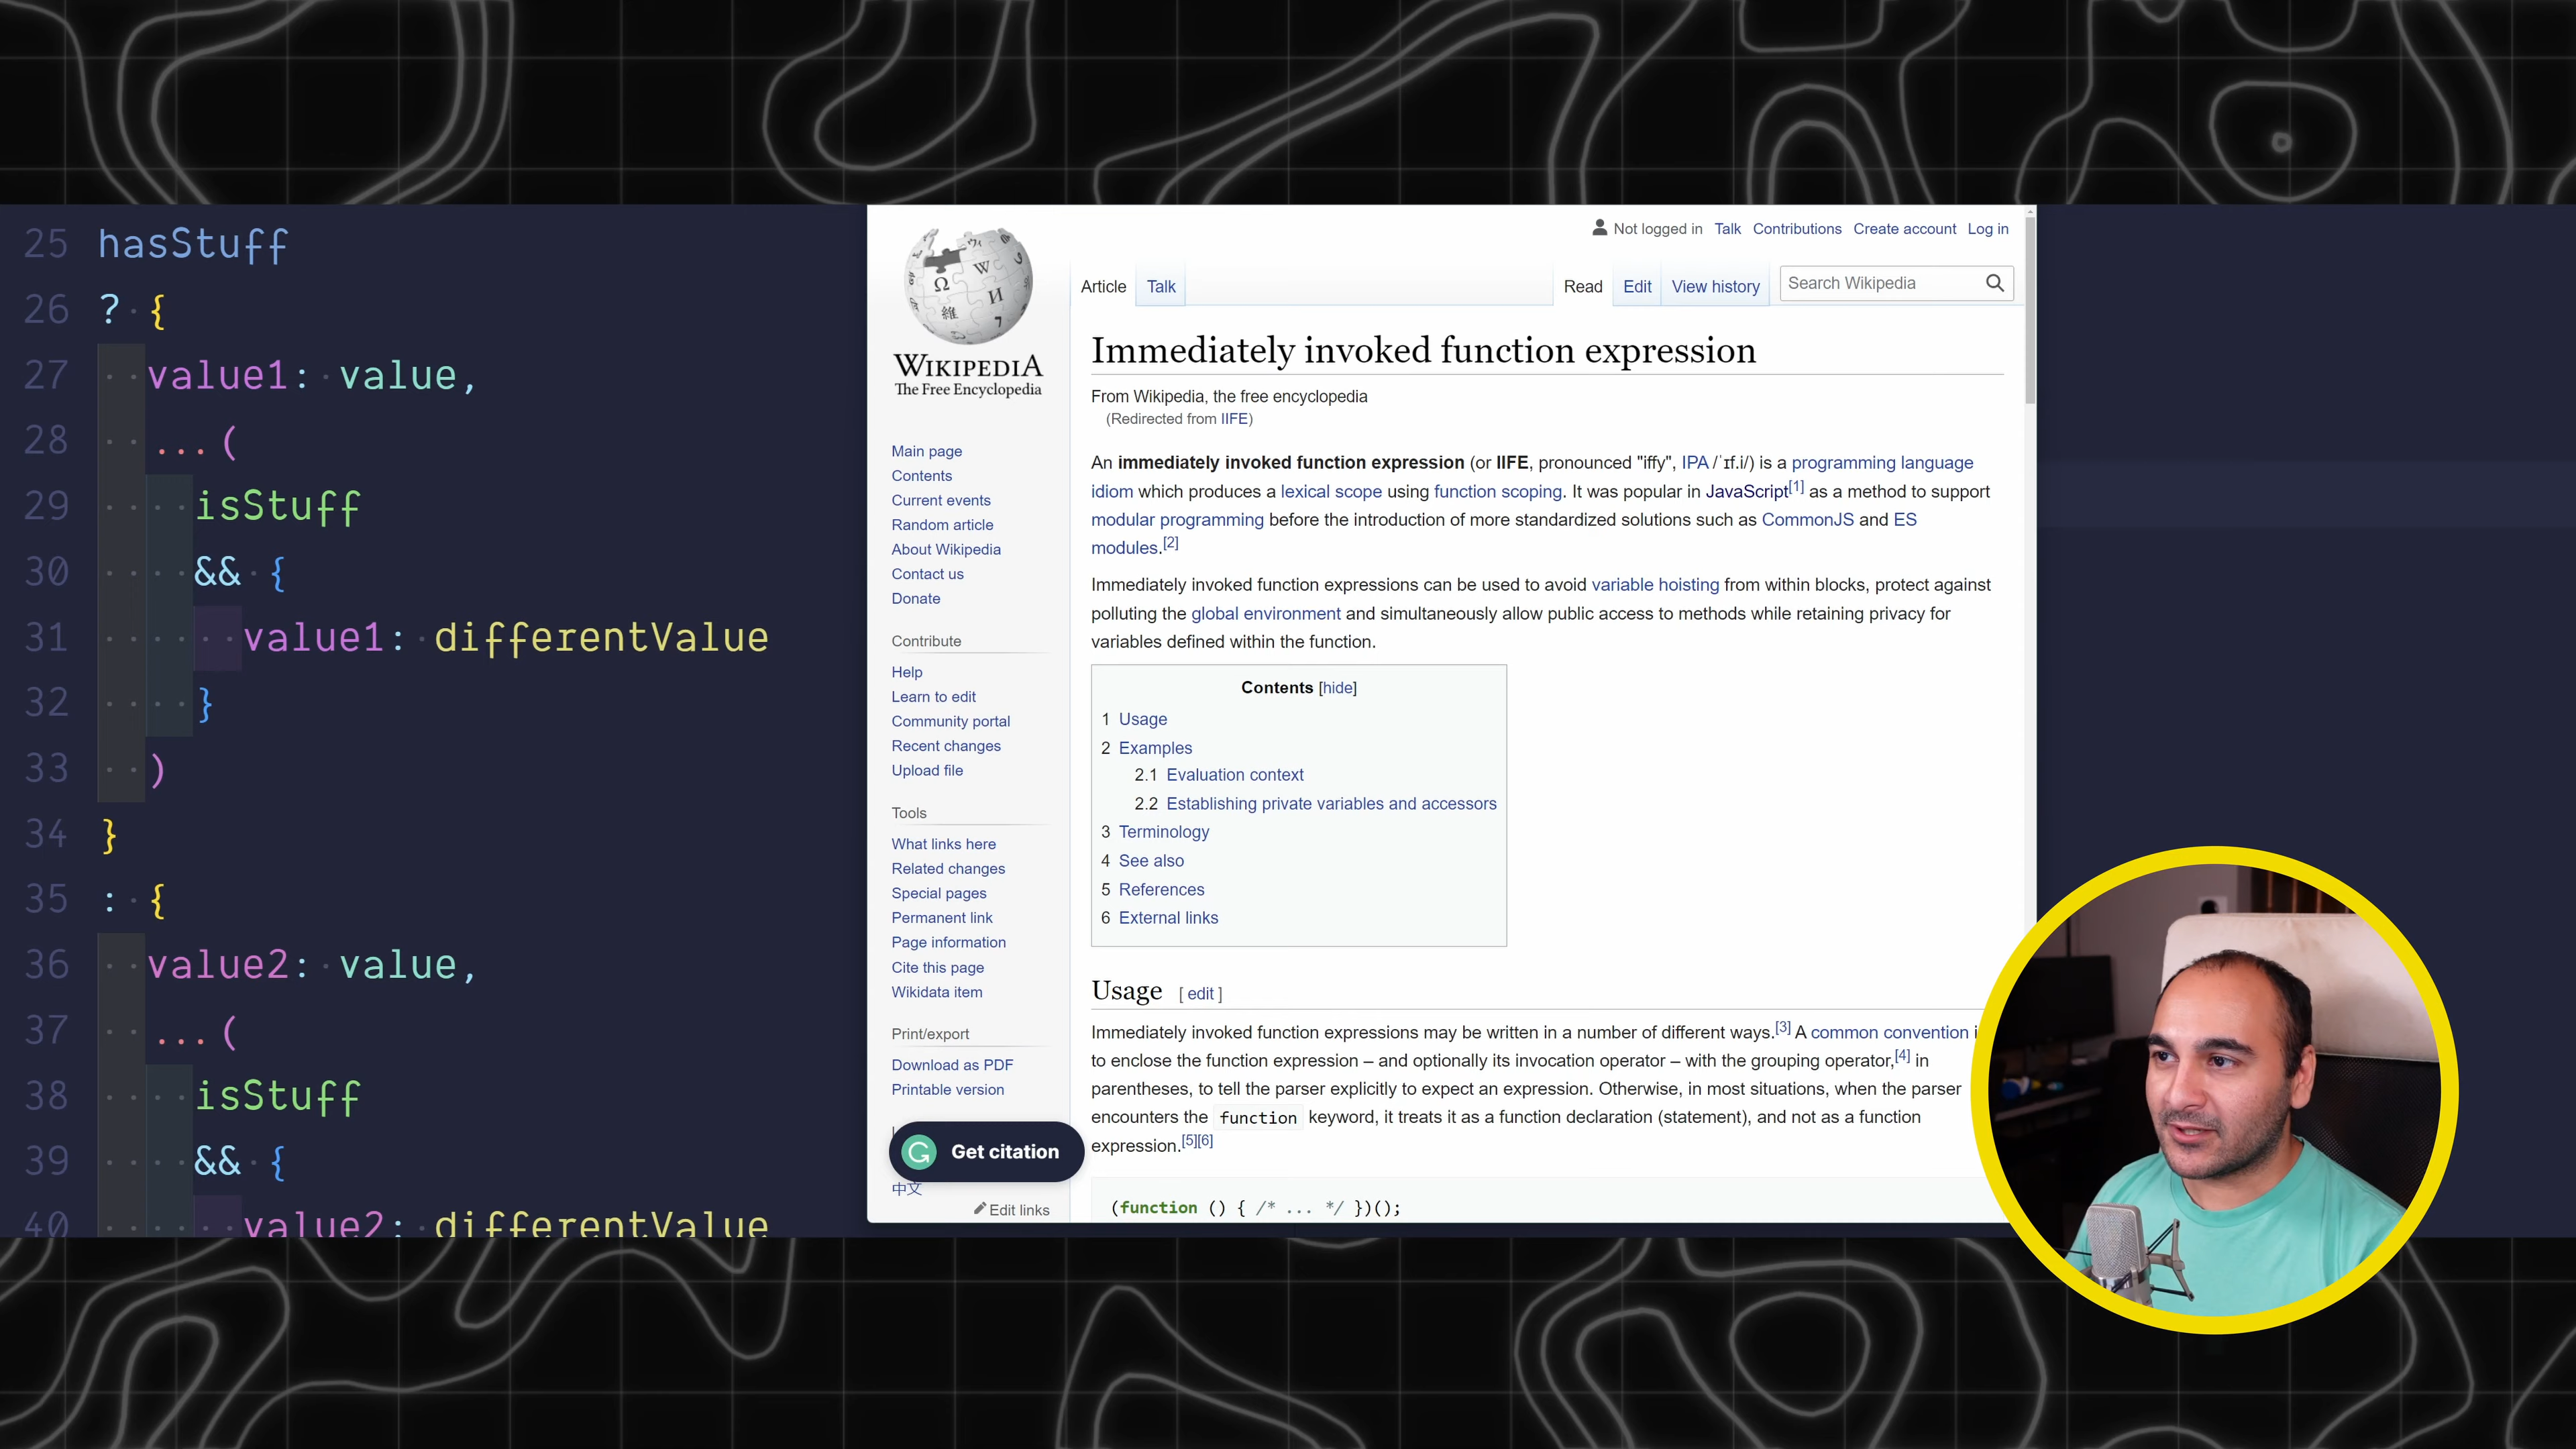 25 hasStuff
26 ? {
27 value1: value,
28 ...(
29 isStuff
30 && {
31 value1: differentValue
32 }
33 )
34 }
35 : {
36 value2: value,
37 ...(
38 isStuff
39 && {
40 value2: differentValue
WIKIPEDIA
The Free Encyclopedia
Main page
Contents
Current events
Random article
About Wikipedia
Contact us
Donate
Contribute
Help
Learn to edit
Community portal
Recent changes
Upload file
Tools
What links here
Related changes
Special pages
Permanent link
Page information
Cite this page
Wikidata item
Print/export
Download as PDF
Printable version
Get citation
中文
Edit links
Not logged in Talk Contributions Create account Log in
Article Talk Read Edit View history Search Wikipedia
Immediately invoked function expression
From Wikipedia, the free encyclopedia
(Redirected from IIFE)
An immediately invoked function expression (or IIFE, pronounced "iffy", IPA /ˈɪf.i/) is a programming language
idiom which produces a lexical scope using function scoping. It was popular in JavaScript[1] as a method to support
modular programming before the introduction of more standardized solutions such as CommonJS and ES
modules.[2]
Immediately invoked function expressions can be used to avoid variable hoisting from within blocks, protect against
polluting the global environment and simultaneously allow public access to methods while retaining privacy for
variables defined within the function.
Contents [hide]
1 Usage
2 Examples
2.1 Evaluation context
2.2 Establishing private variables and accessors
3 Terminology
4 See also
5 References
6 External links
Usage [ edit ]
Immediately invoked function expressions may be written in a number of different ways.[3] A common convention
to enclose the function expression – and optionally its invocation operator – with the grouping operator,[4] in
parentheses, to tell the parser explicitly to expect an expression. Otherwise, in most situations, when the parser
encounters the function keyword, it treats it as a function declaration (statement), and not as a function
expression.[5][6]
(function () { /* ... */ })();